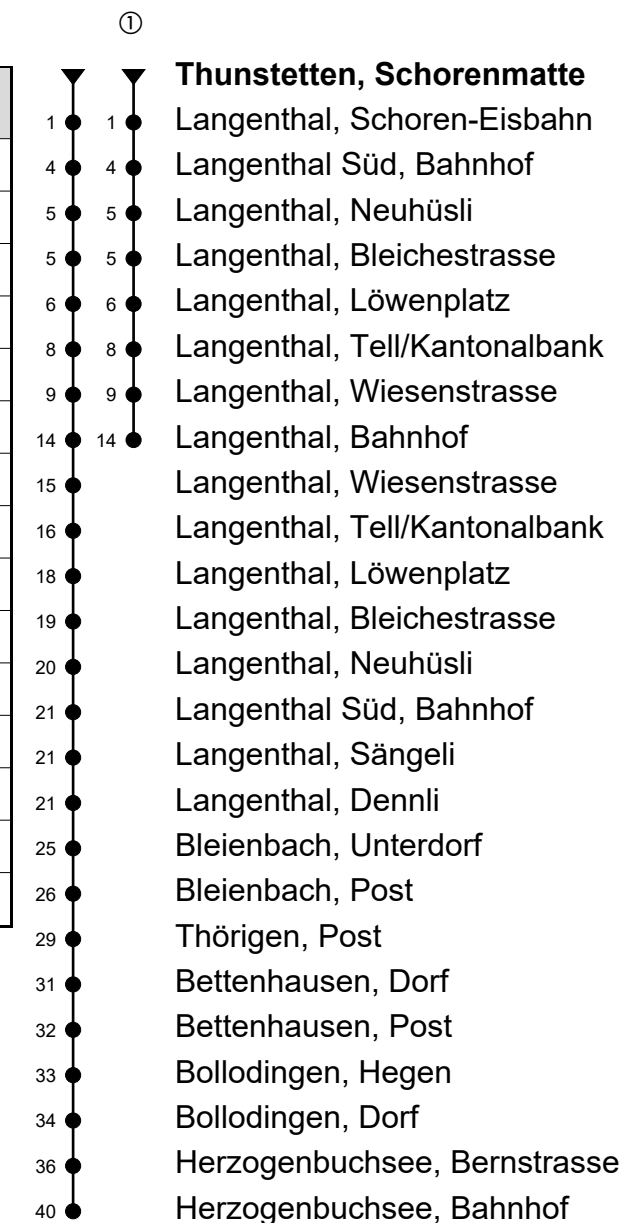 ①
Thunstetten, Schorenmatte
1 1 Langenthal, Schoren-Eisbahn
4 4 Langenthal Süd, Bahnhof
5 5 Langenthal, Neuhüsli
5 5 Langenthal, Bleichestrasse
6 6 Langenthal, Löwenplatz
8 8 Langenthal, Tell/Kantonalbank
9 9 Langenthal, Wiesenstrasse
14 14 Langenthal, Bahnhof
15 Langenthal, Wiesenstrasse
16 Langenthal, Tell/Kantonalbank
18 Langenthal, Löwenplatz
19 Langenthal, Bleichestrasse
20 Langenthal, Neuhüsli
21 Langenthal Süd, Bahnhof
21 Langenthal, Sängeli
21 Langenthal, Dennli
25 Bleienbach, Unterdorf
26 Bleienbach, Post
29 Thörigen, Post
31 Bettenhausen, Dorf
32 Bettenhausen, Post
33 Bollodingen, Hegen
34 Bollodingen, Dorf
36 Herzogenbuchsee, Bernstrasse
40 Herzogenbuchsee, Bahnhof